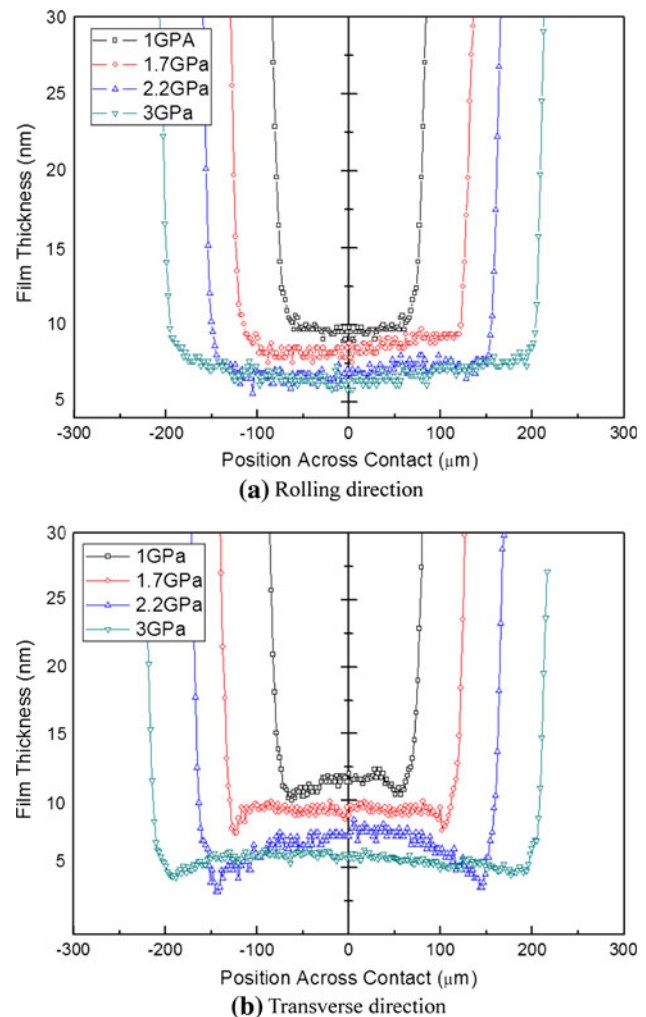 30
25
20
15
10
5
Film Thickness (nm)
1GPA
1.7GPa
2.2GPa
3GPa
-300 -200 -100 0 100 200 300
Position Across Contact (μm)
(a) Rolling direction
30
25
20
15
10
5
Film Thickness (nm)
1GPa
1.7GPa
2.2GPa
3GPa
-300 -200 -100 0 100 200 300
Position Across Contact (μm)
(b) Transverse direction